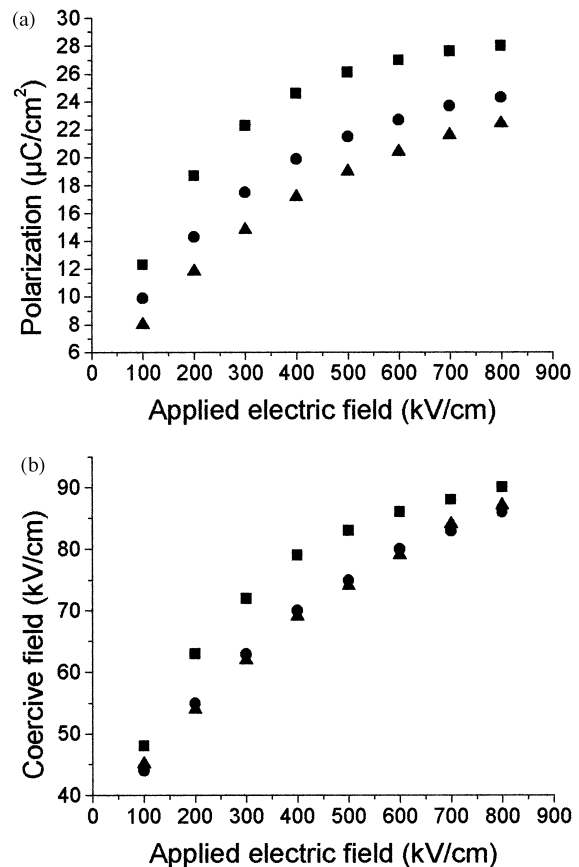 (a)
Polarization (µC/cm²)
30
28
26
24
22
20
18
16
14
12
10
8
6
0 100 200 300 400 500 600 700 800 900
Applied electric field (kV/cm)
(b)
Coercive field (kV/cm)
90
80
70
60
50
40
0 100 200 300 400 500 600 700 800 900
Applied electric field (kV/cm)